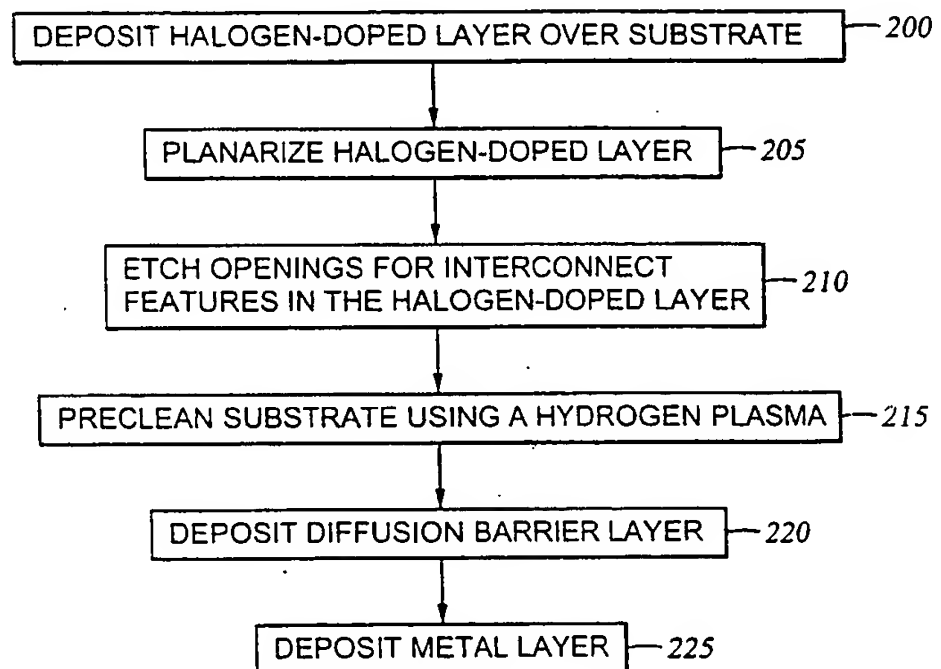 DEPOSIT HALOGEN-DOPED LAYER OVER SUBSTRATE 200
PLANARIZE HALOGEN-DOPED LAYER 205
ETCH OPENINGS FOR INTERCONNECT
FEATURES IN THE HALOGEN-DOPED LAYER 210
PRECLEAN SUBSTRATE USING A HYDROGEN PLASMA 215
DEPOSIT DIFFUSION BARRIER LAYER 220
DEPOSIT METAL LAYER 225